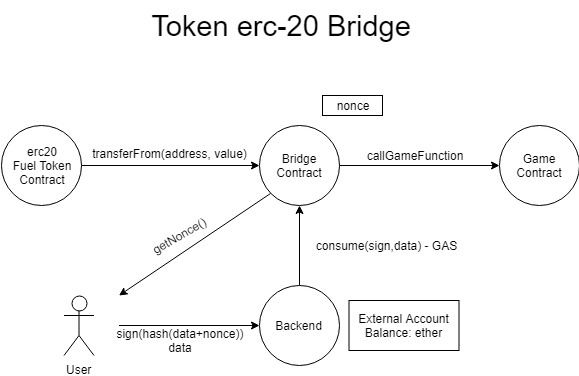 Token erc-20 Bridge
nonce
erc20
Fuel Token
Contract
transferFrom(address, value)
Bridge
Contract
callGameFunction
Game
Contract
getNonce()
consume(sign,data) - GAS
sign(hash(data+nonce))
data
Backend
External Account
Balance: ether
User